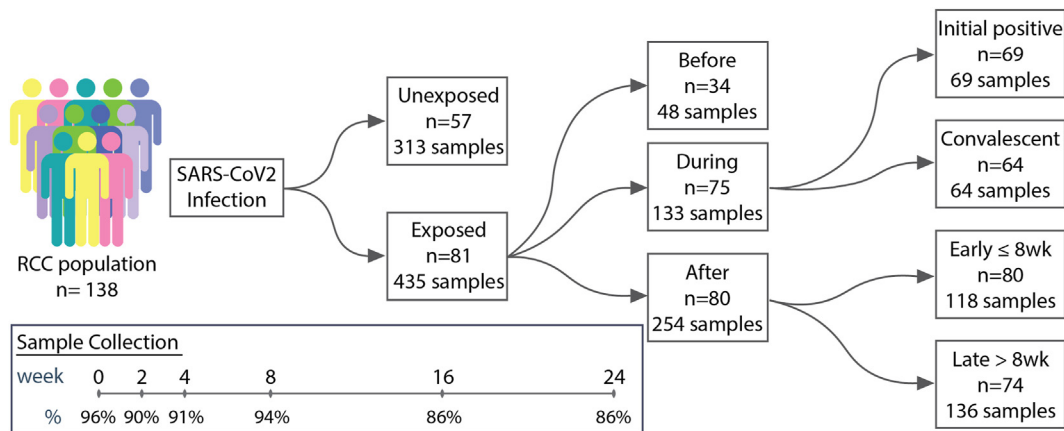 RCC population
n= 138
SARS-CoV2
Infection
Unexposed
n=57
313 samples
Exposed
n=81
435 samples
Before
n=34
48 samples
During
n=75
133 samples
After
n=80
254 samples
Initial positive
n=69
69 samples
Convalescent
n=64
64 samples
Early ≤ 8wk
n=80
118 samples
Late > 8wk
n=74
136 samples
Sample Collection
week 0 2 4 8 16 24
% 96% 90% 91% 94% 86% 86%